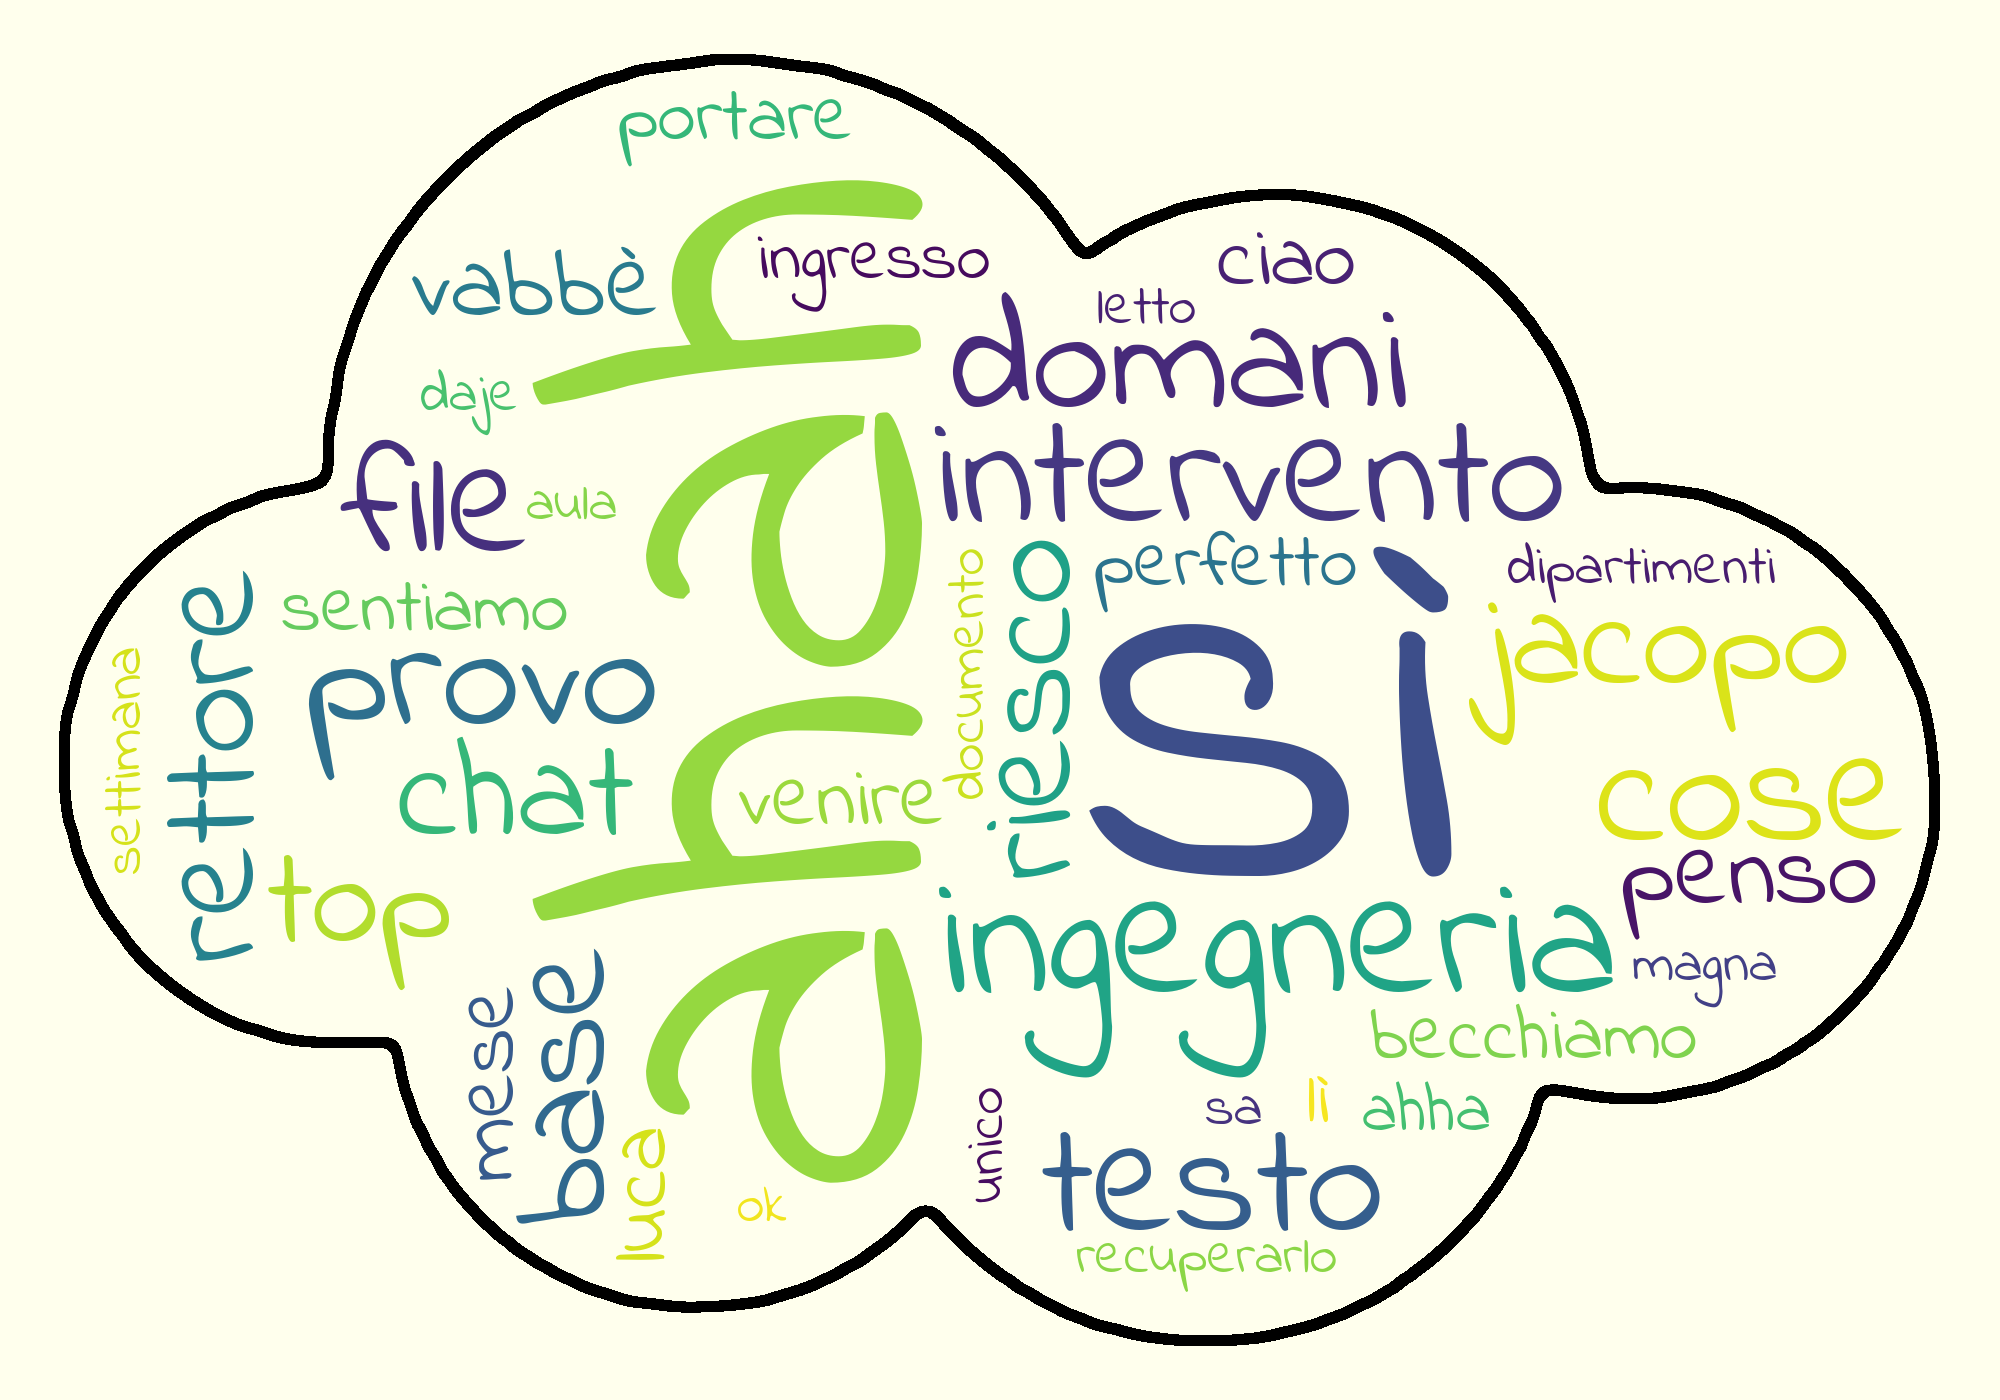 portare
vabbè
ingresso
ciao
letto
daje
domani
haha
file
aula
intervento
perfetto
dipartimenti
rettore
sentiamo
documento
riesco
sì
jacopo
settimana
provo
chat
venire
cose
top
penso
ingegneria
magna
mese
base
becchiamo
luca
unico
sa
lì
ahha
ok
testo
recuperarlo